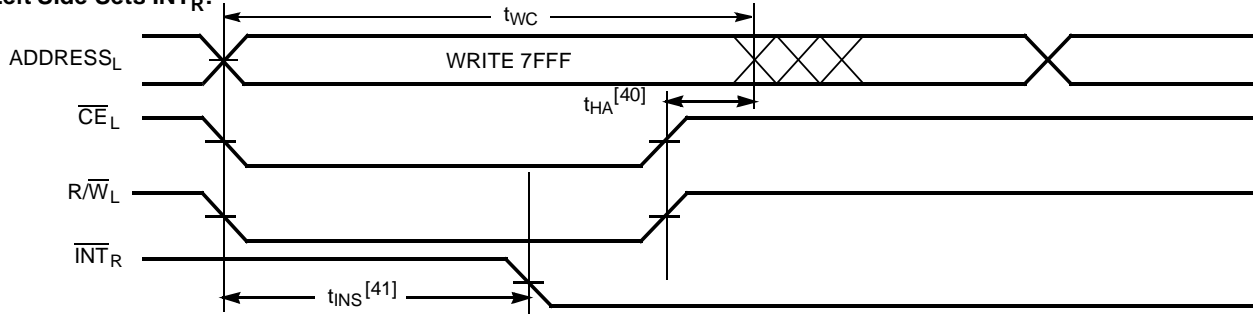 Left Side Sets INTR:
tWC
ADDRESSL
WRITE 7FFF
tHA[40]
CEL
R/WL
INTR
tINS[41]